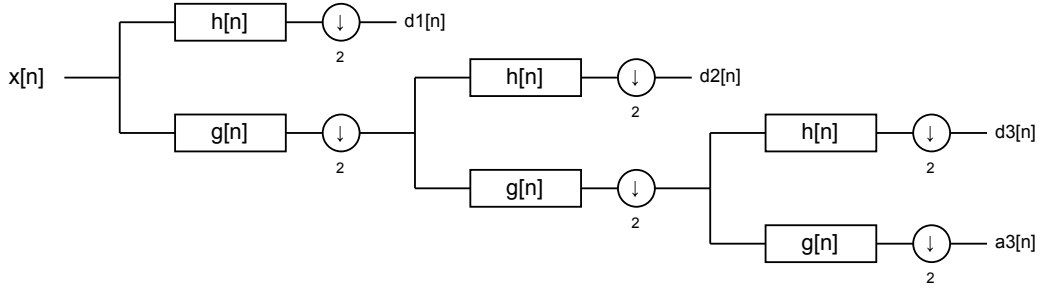 h[n] ↓ d1[n]
2
x[n] h[n] ↓ d2[n]
2
g[n] ↓ h[n] ↓ d3[n]
2 2
g[n] ↓
2
g[n] ↓ a3[n]
2